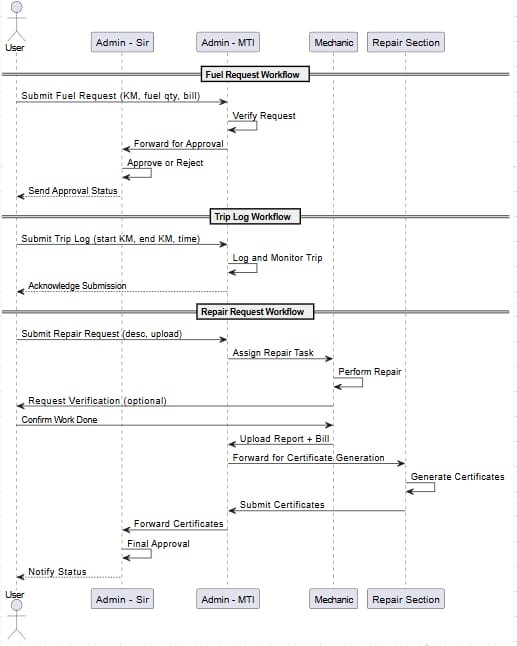 User
Admin - Sir
Admin - MTI
Mechanic
Repair Section
Fuel Request Workflow
Submit Fuel Request (KM, fuel qty, bill)
Verify Request
Forward for Approval
Approve or Reject
Send Approval Status
Trip Log Workflow
Submit Trip Log (start KM, end KM, time)
Log and Monitor Trip
Acknowledge Submission
Repair Request Workflow
Submit Repair Request (desc, upload)
Assign Repair Task
Perform Repair
Request Verification (optional)
Confirm Work Done
Upload Report + Bill
Forward for Certificate Generation
Generate Certificates
Submit Certificates
Forward Certificates
Final Approval
Notify Status
User
Admin - Sir
Admin - MTI
Mechanic
Repair Section